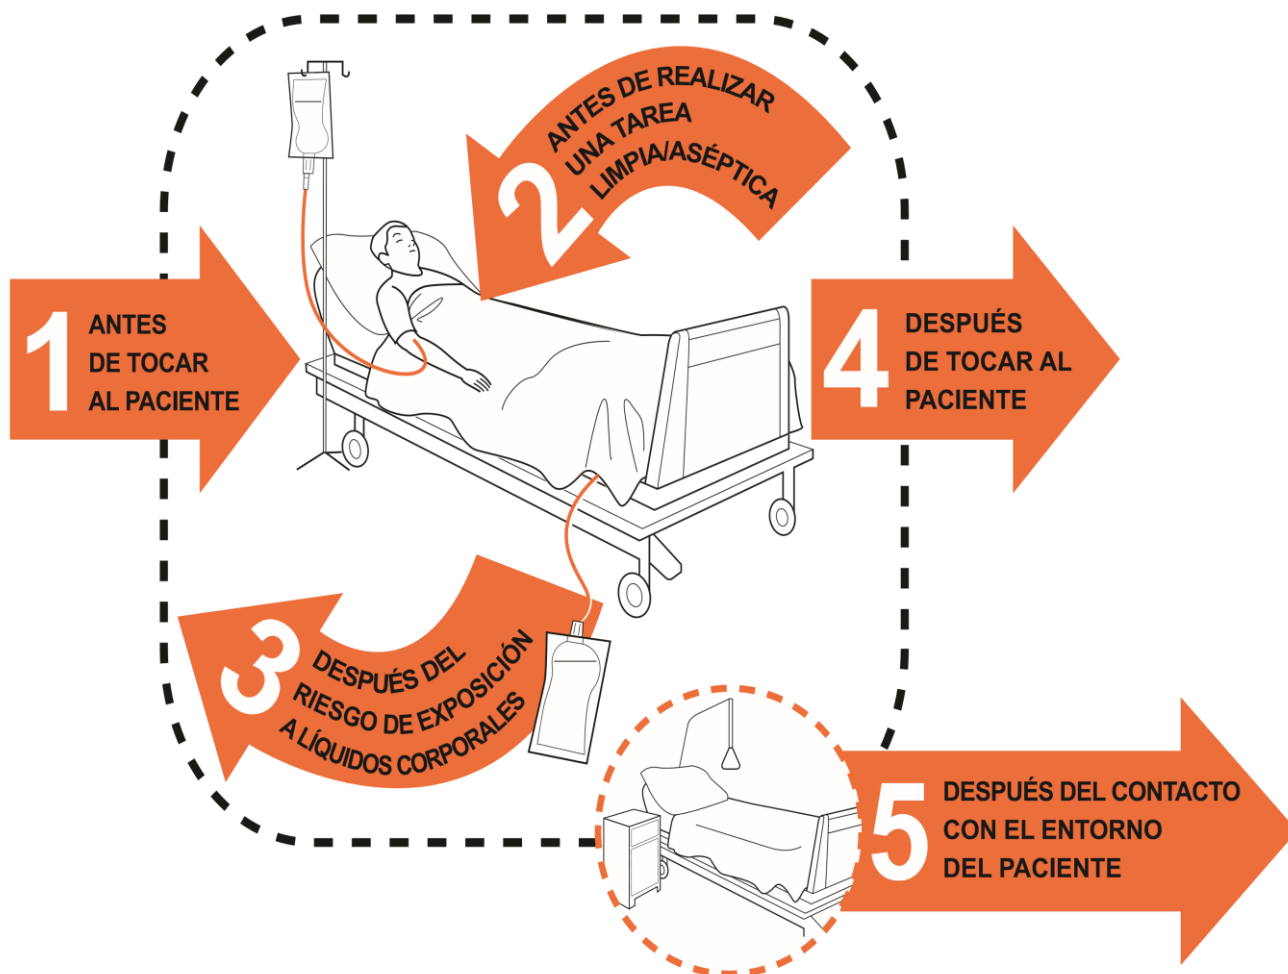 1
ANTES
DE TOCAR
AL PACIENTE
2
ANTES DE REALIZAR
UNA TAREA
LIMPIA/ASÉPTICA
3
DESPUÉS DEL
RIESGO DE EXPOSICIÓN
A LÍQUIDOS CORPORALES
4
DESPUÉS
DE TOCAR AL
PACIENTE
5
DESPUÉS DEL CONTACTO
CON EL ENTORNO
DEL PACIENTE